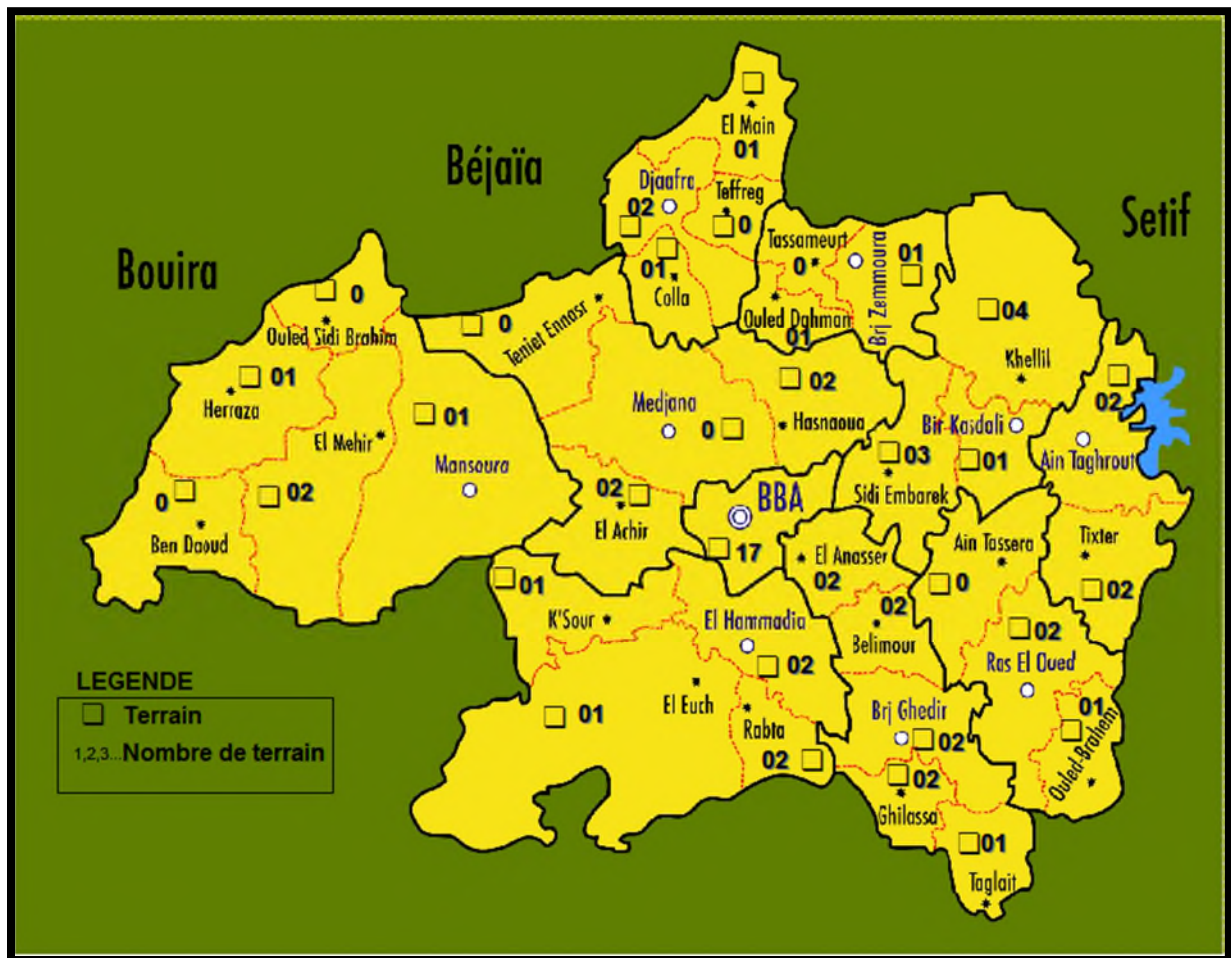 El Main
01
Béjaïa
Djaafra
Teffreg
02
0
Setif
Tassameurt
0
Brj Zemmoura
01
Bouira
01
Colla
0
Ouled Sidi Brahim
0
Teniet Ennasr
Ouled Dahman
01
04
Khellil
01
Herraza
02
02
Medjana
0
Hasnaoua
Bir Kasdali
01
El Mehir
Mansoura
03
01
Ain Taghrout
Sidi Embarek
0
02
02
El Achir
BBA
Ben Daoud
17
El Anasser
02
Ain Tassera
0
Tixter
02
01
K'Sour
El Hammadia
02
02
Belimour
02
Ras El Oued
LEGENDE
Terrain
1,2,3...Nombre de terrain
01
El Euch
Rabta
02
Brj Ghedir
02
01
Ouled-Brahem
02
Ghilassa
01
Taglait